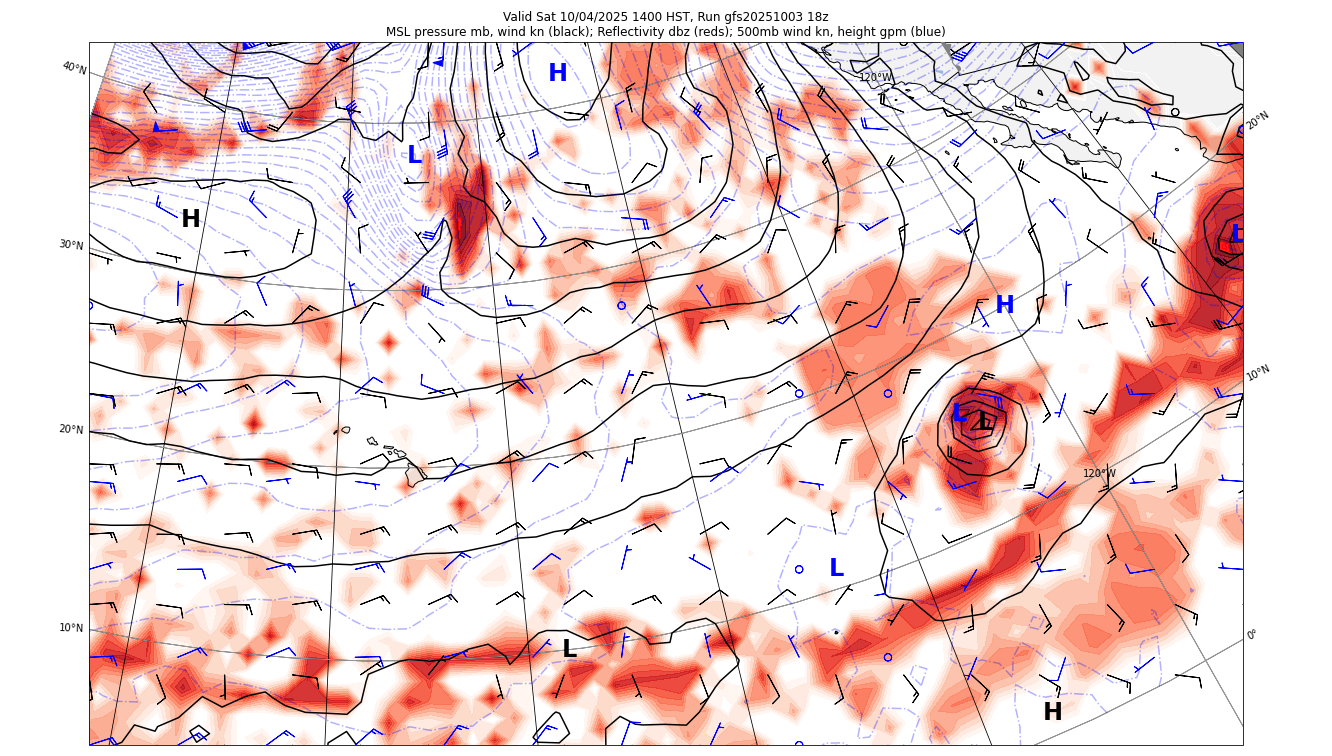 Valid Sat 10/04/2025 1400 HST, Run gfs20251003 18z
MSL pressure mb, wind kn (black); Reflectivity dbz (reds); 500mb wind kn, height gpm (blue)
40°N
H
120°W
20°N
L
H
L
30°N
H
10°N
L
L
20°N
120°W
L
10°N
L
0°
H